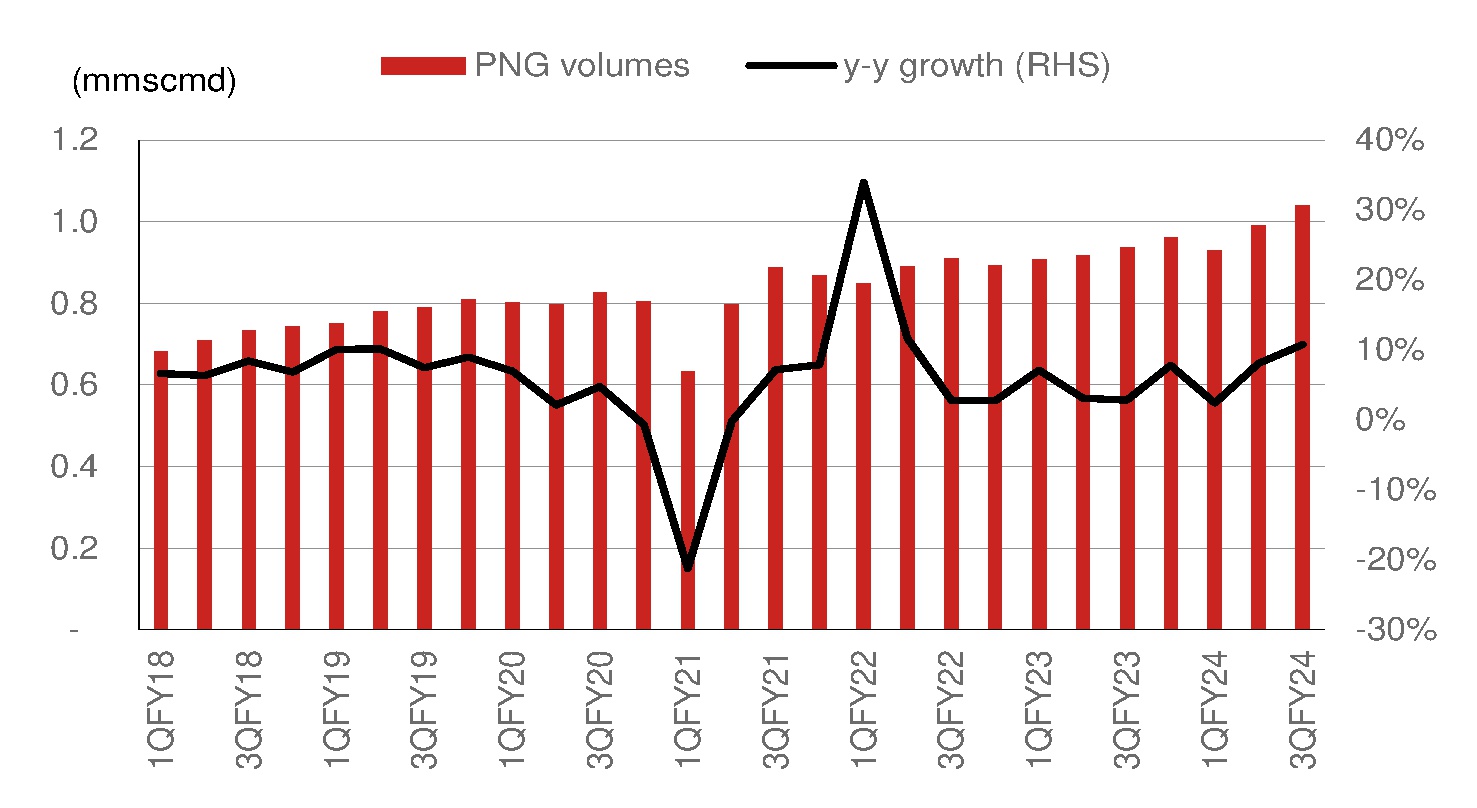 (mmscmd)
PNG volumes
y-y growth (RHS)
1.2
1.0
0.8
0.6
0.4
0.2
-
40%
30%
20%
10%
0%
-10%
-20%
-30%
1QFY18
3QFY18
1QFY19
3QFY19
1QFY20
3QFY20
1QFY21
3QFY21
1QFY22
3QFY22
1QFY23
3QFY23
1QFY24
3QFY24